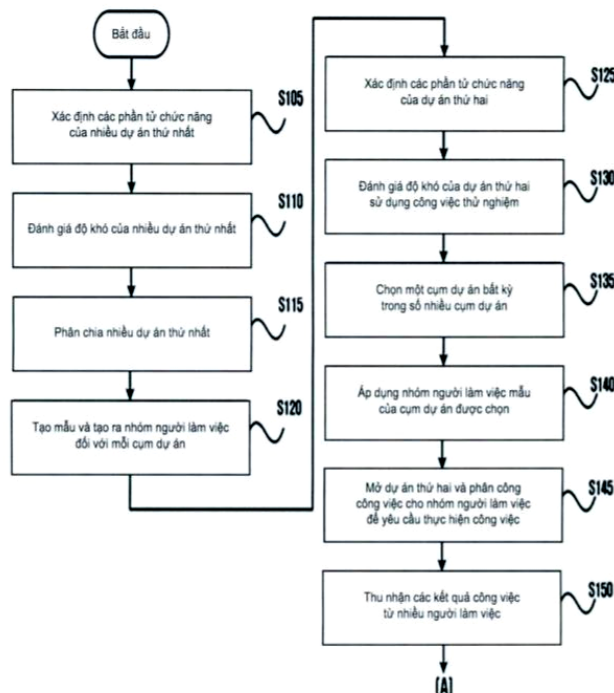 Bắt đầu
S105
Xác định các phần tử chức năng
của nhiều dự án thứ nhất
S110
Đánh giá độ khó của nhiều dự án thứ nhất
S115
Phân chia nhiều dự án thứ nhất
S120
Tạo mẫu và tạo ra nhóm người làm việc
đối với mỗi cụm dự án
S125
Xác định các phần tử chức năng
của dự án thứ hai
S130
Đánh giá độ khó của dự án thứ hai
sử dụng công việc thử nghiệm
S135
Chọn một cụm dự án bất kỳ
trong số nhiều cụm dự án
S140
Áp dụng nhóm người làm việc mẫu
của cụm dự án được chọn
S145
Mở dự án thứ hai và phân công
công việc cho nhóm người làm việc
để yêu cầu thực hiện công việc
S150
Thu nhận các kết quả công việc
từ nhiều người làm việc
[A]